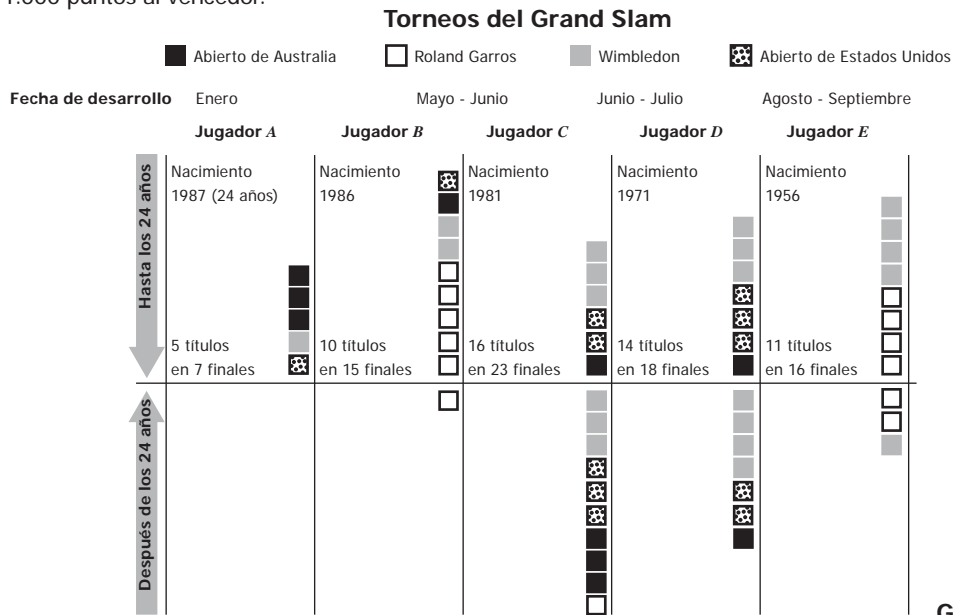 1.000 puntos al vencedor.
Torneos del Grand Slam
Abierto de Australia Roland Garros Wimbledon Abierto de Estados Unidos
Fecha de desarrollo Enero Mayo - Junio Junio - Julio Agosto - Septiembre
Jugador A Jugador B Jugador C Jugador D Jugador E
Hasta los 24 años
Nacimiento
1987 (24 años)
5 títulos
en 7 finales
Nacimiento
1986
10 títulos
en 15 finales
Nacimiento
1981
16 títulos
en 23 finales
Nacimiento
1971
14 títulos
en 18 finales
Nacimiento
1956
11 títulos
en 16 finales
Después de los 24 años